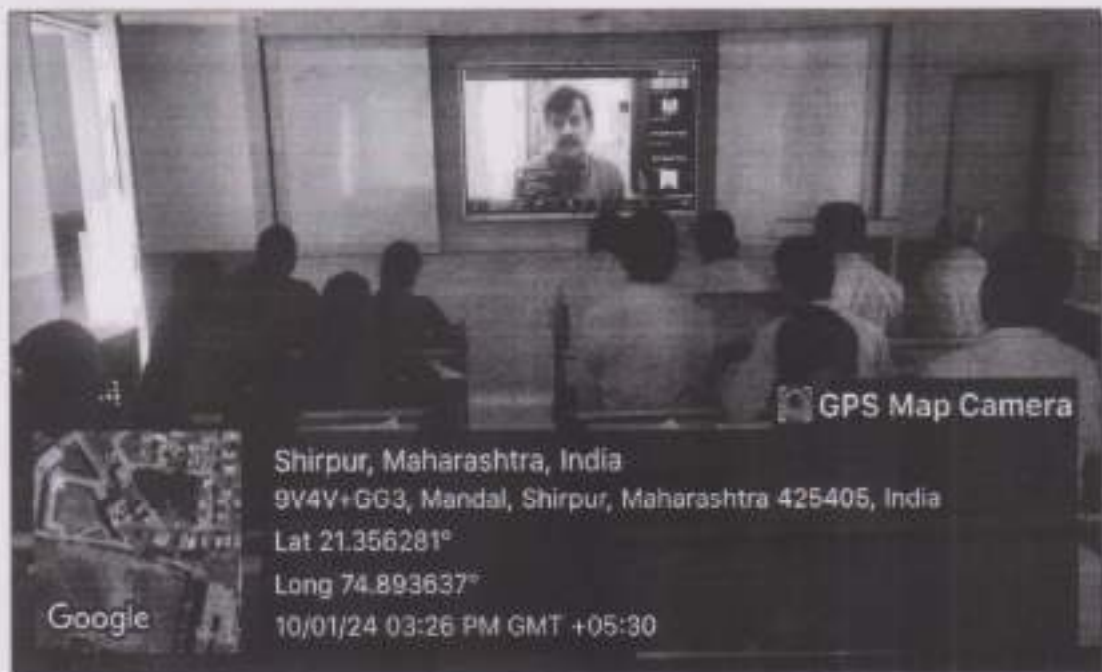 GPS Map Camera
Shirpur, Maharashtra, India
9V4V+GG3, Mandal, Shirpur, Maharashtra 425405, India
Lat 21.356281°
Long 74.893637°
10/01/24 03:26 PM GMT +05:30
Google